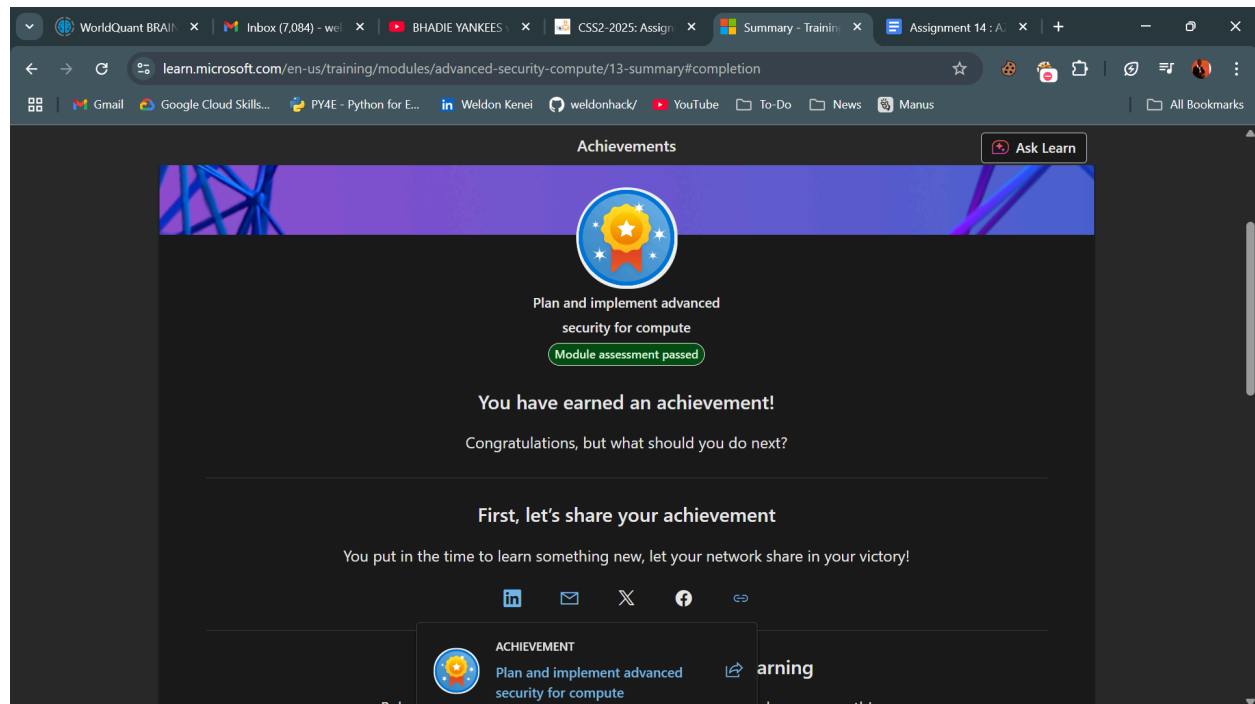 WorldQuant BRAIN
Inbox (7,084) - wel
BHADIE YANKEES
CSS2-2025: Assign
Summary - Training
Assignment 14 : A
learn.microsoft.com/en-us/training/modules/advanced-security-compute/13-summary#completion
Gmail
Google Cloud Skills...
PY4E - Python for E...
Weldon Kenei
weldonhack/
YouTube
To-Do
News
Manus
All Bookmarks
Achievements
Ask Learn
Plan and implement advanced
security for compute
Module assessment passed
You have earned an achievement!
Congratulations, but what should you do next?
First, let's share your achievement
You put in the time to learn something new, let your network share in your victory!
ACHIEVEMENT
Plan and implement advanced
security for compute
arning